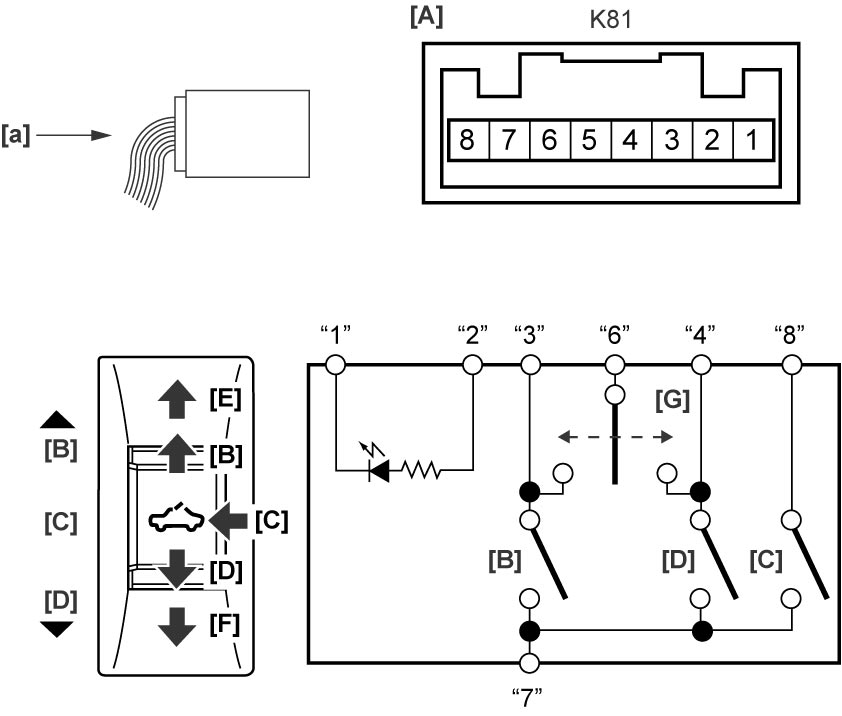 [A]
K81
[a]
8 7 6 5 4 3 2 1
“1” “2” “3” “6” “4” “8”
[E]
[G]
[B]
[B]
[C]
[C]
[B]
[D]
[C]
[D]
[D]
[F]
“7”